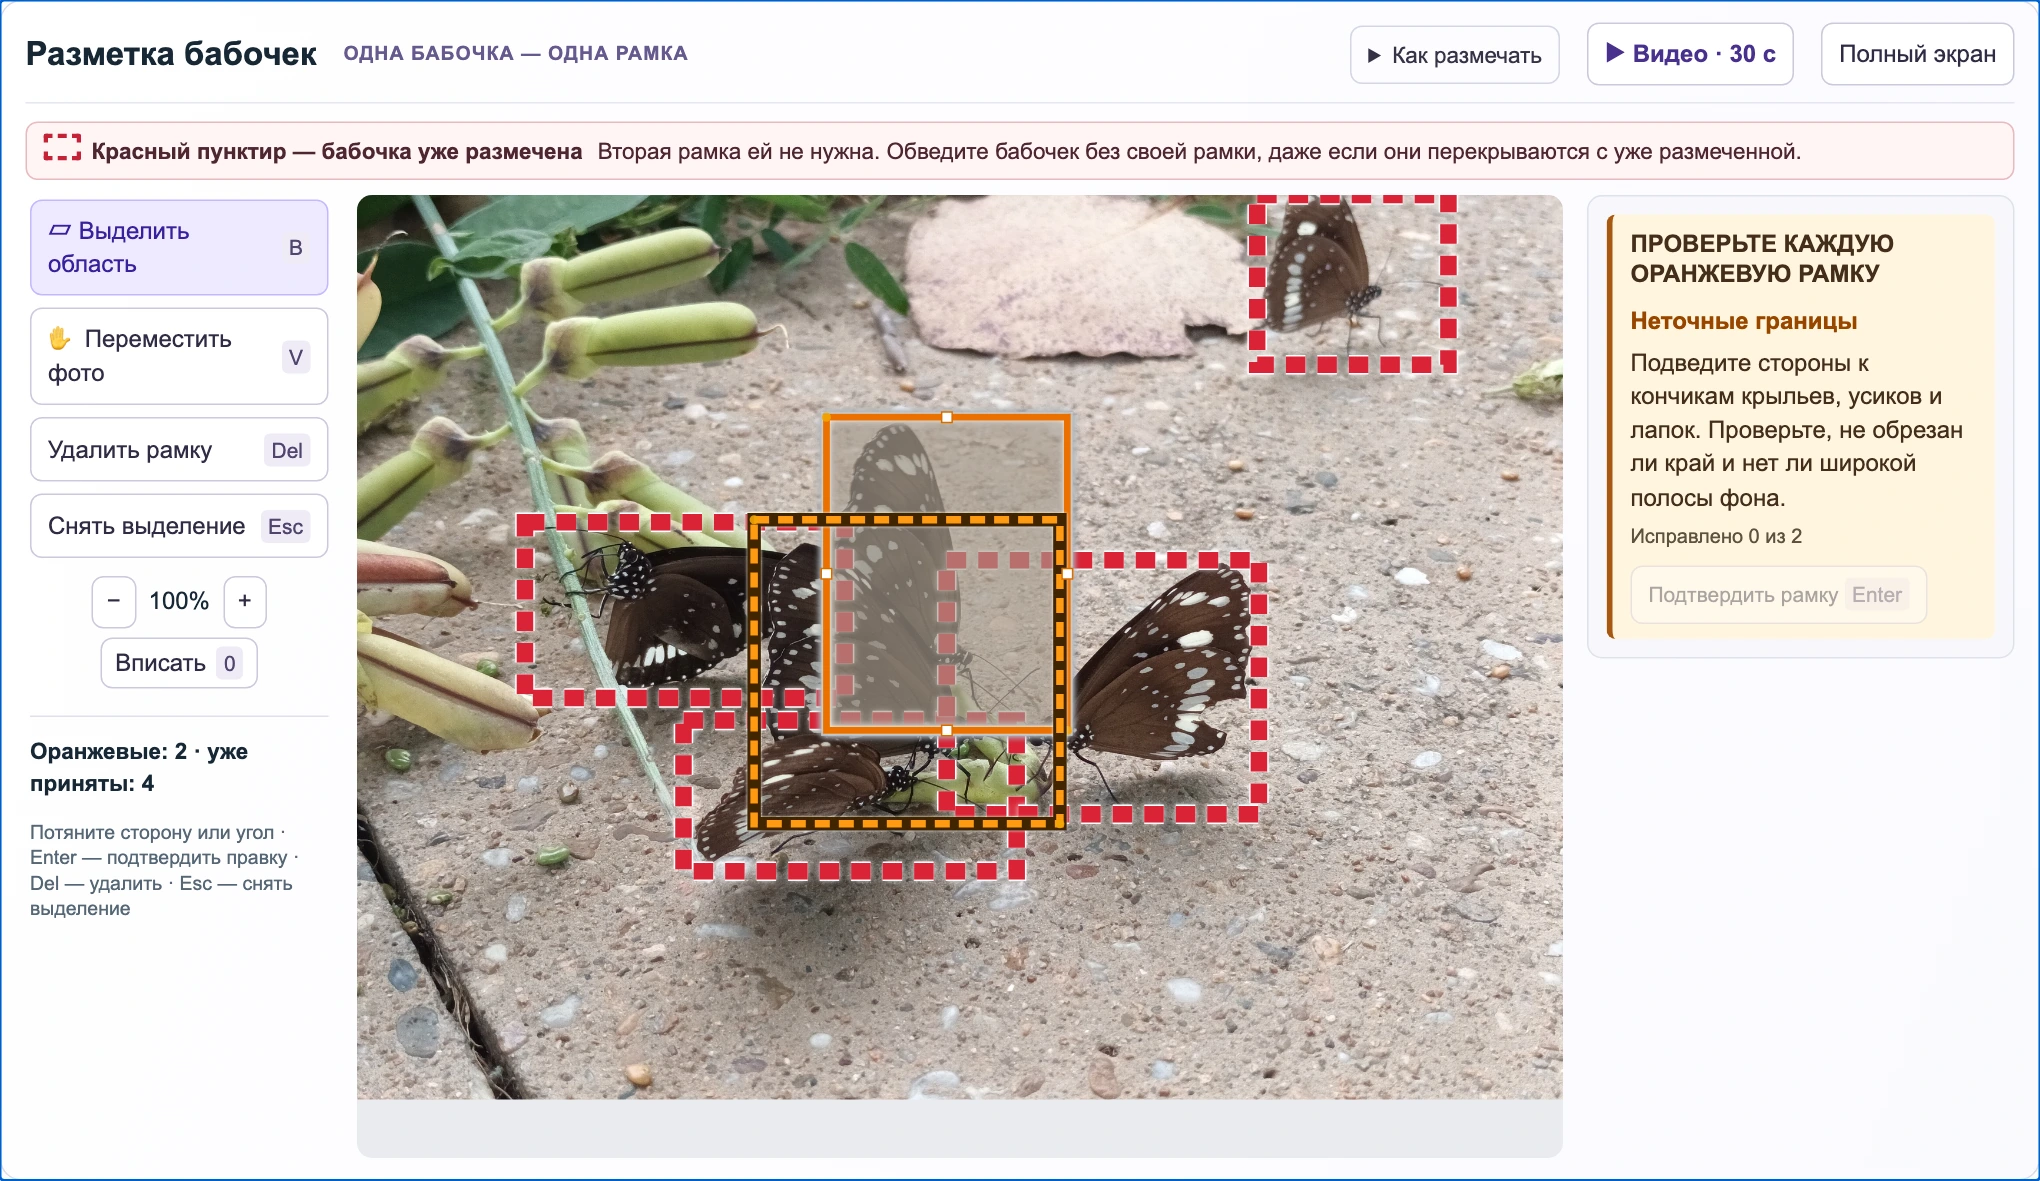 Разметка бабочек
ОДНА БАБОЧКА — ОДНА РАМКА
▶ Как размечать
▶ Видео · 30 с
Полный экран
Красный пунктир — бабочка уже размечена Вторая рамка ей не нужна. Обведите бабочек без своей рамки, даже если они перекрываются с уже размеченной.
▱ Выделить
область
B
✋ Переместить
фото
V
Удалить рамку Del
Снять выделение Esc
− 100% +
Вписать 0
Оранжевые: 2 · уже
приняты: 4
Потяните сторону или угол ·
Enter — подтвердить правку ·
Del — удалить · Esc — снять
выделение
ПРОВЕРЬТЕ КАЖДУЮ
ОРАНЖЕВУЮ РАМКУ
Неточные границы
Подведите стороны к
кончикам крыльев, усиков и
лапок. Проверьте, не обрезан
ли край и нет ли широкой
полосы фона.
Исправлено 0 из 2
Подтвердить рамку Enter